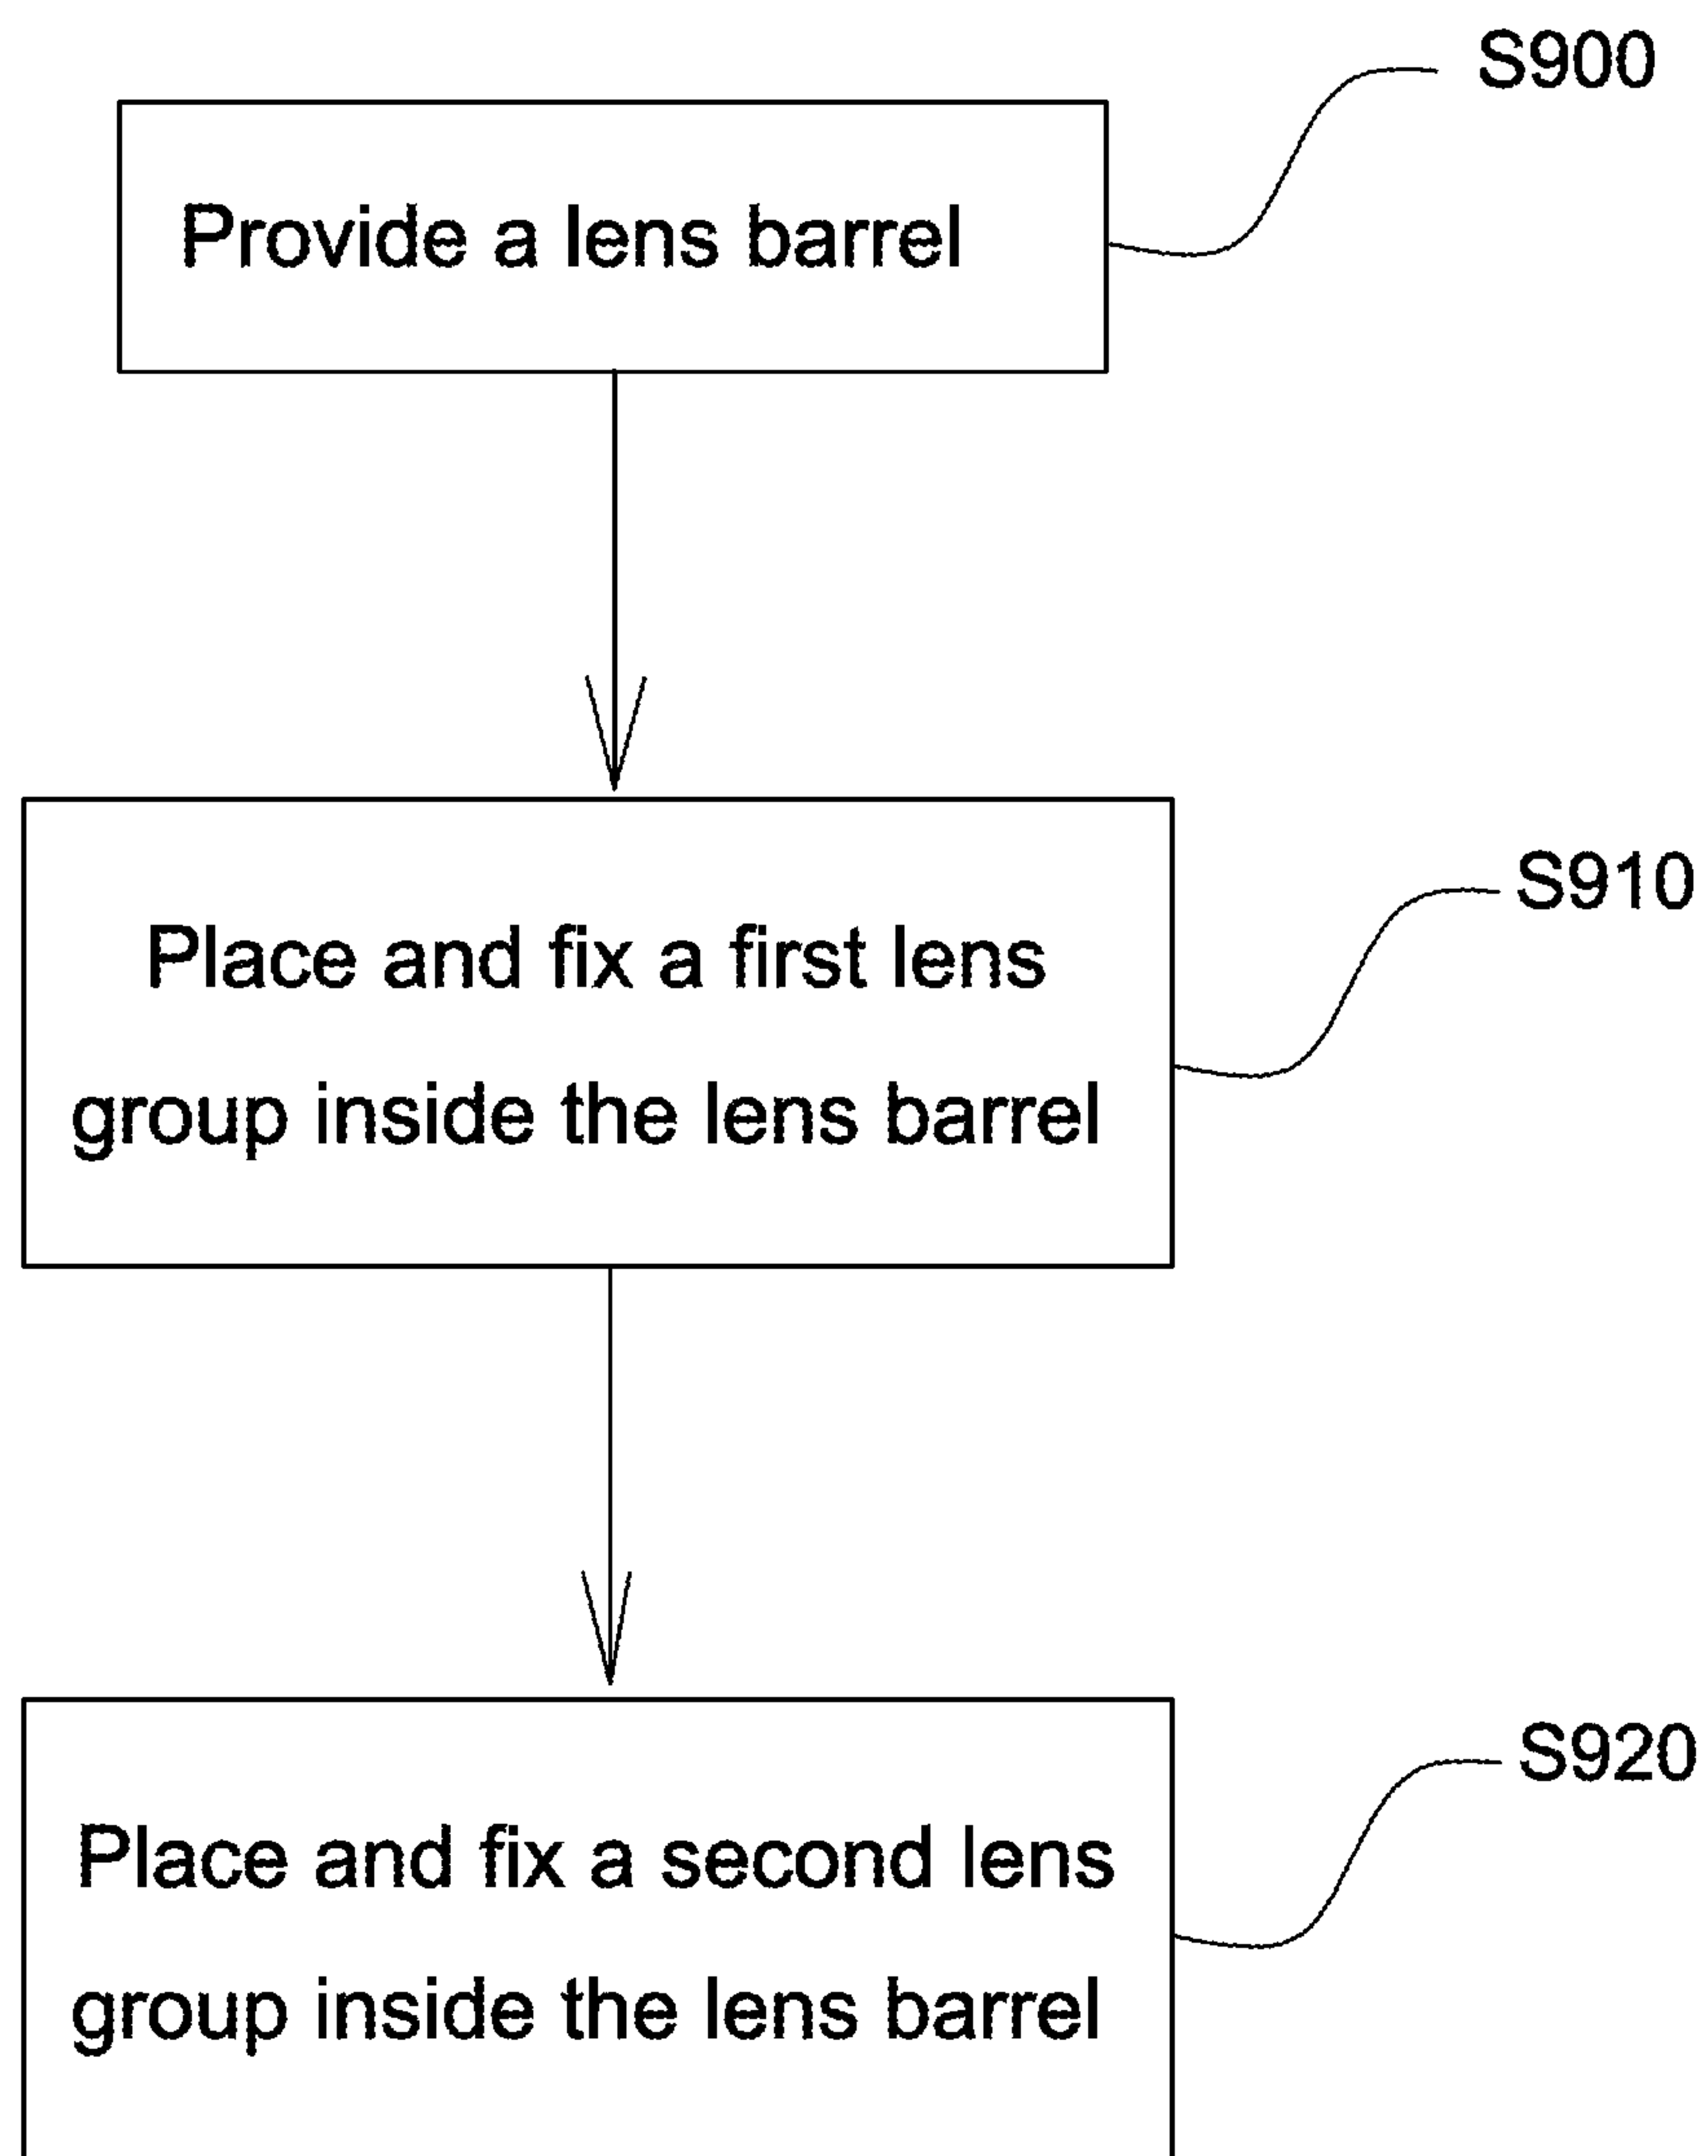 S900
Provide a lens barrel
S910
Place and fix a first lens
group inside the lens barrel
S920
Place and fix a second lens
group inside the lens barrel